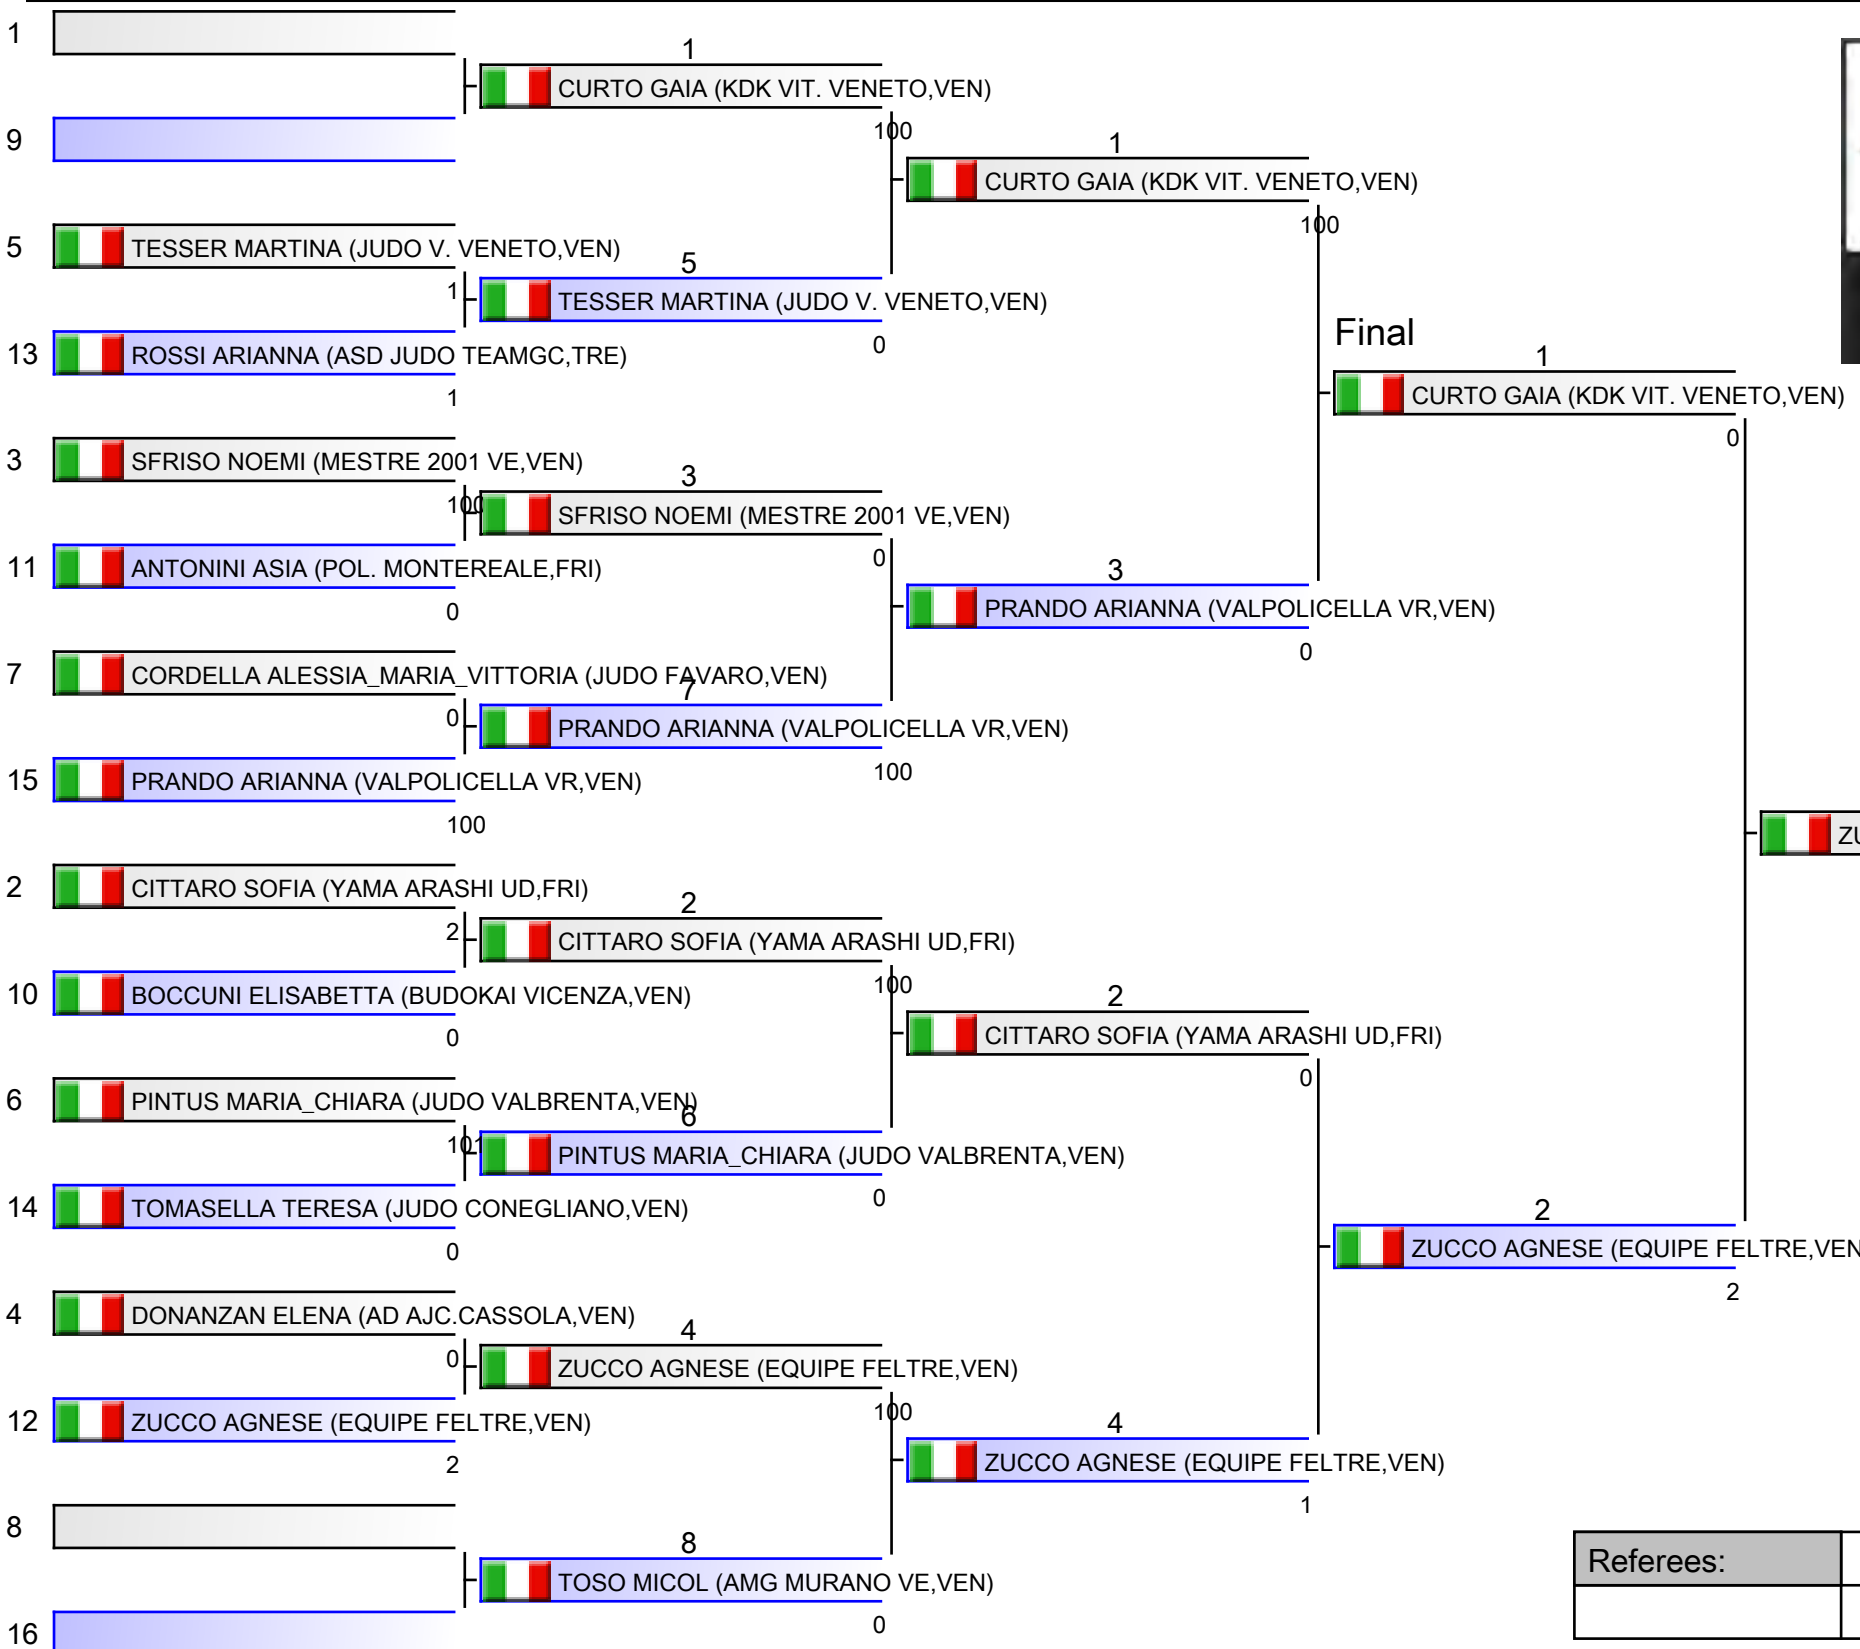 1
9
5 TESSER MARTINA (JUDO V. VENETO,VEN)
1
13 ROSSI ARIANNA (ASD JUDO TEAMGC,TRE)
1
3 SFRISO NOEMI (MESTRE 2001 VE,VEN)
100
11 ANTONINI ASIA (POL. MONTEREALE,FRI)
0
7 CORDELLA ALESSIA_MARIA_VITTORIA (JUDO FAVARO,VEN)
0
15 PRANDO ARIANNA (VALPOLICELLA VR,VEN)
100
2 CITTARO SOFIA (YAMA ARASHI UD,FRI)
2
10 BOCCUNI ELISABETTA (BUDOKAI VICENZA,VEN)
0
6 PINTUS MARIA_CHIARA (JUDO VALBRENTA,VEN)
101
14 TOMASELLA TERESA (JUDO CONEGLIANO,VEN)
0
4 DONANZAN ELENA (AD AJC.CASSOLA,VEN)
0
12 ZUCCO AGNESE (EQUIPE FELTRE,VEN)
2
8
16
1
CURTO GAIA (KDK VIT. VENETO,VEN)
100
5
TESSER MARTINA (JUDO V. VENETO,VEN)
0
3
SFRISO NOEMI (MESTRE 2001 VE,VEN)
0
7
PRANDO ARIANNA (VALPOLICELLA VR,VEN)
100
2
CITTARO SOFIA (YAMA ARASHI UD,FRI)
100
6
PINTUS MARIA_CHIARA (JUDO VALBRENTA,VEN)
0
4
ZUCCO AGNESE (EQUIPE FELTRE,VEN)
100
8
TOSO MICOL (AMG MURANO VE,VEN)
0
1
CURTO GAIA (KDK VIT. VENETO,VEN)
100
3
PRANDO ARIANNA (VALPOLICELLA VR,VEN)
0
2
CITTARO SOFIA (YAMA ARASHI UD,FRI)
0
4
ZUCCO AGNESE (EQUIPE FELTRE,VEN)
1
Final
1
CURTO GAIA (KDK VIT. VENETO,VEN)
0
2
ZUCCO AGNESE (EQUIPE FELTRE,VEN
2
ZU
Referees: